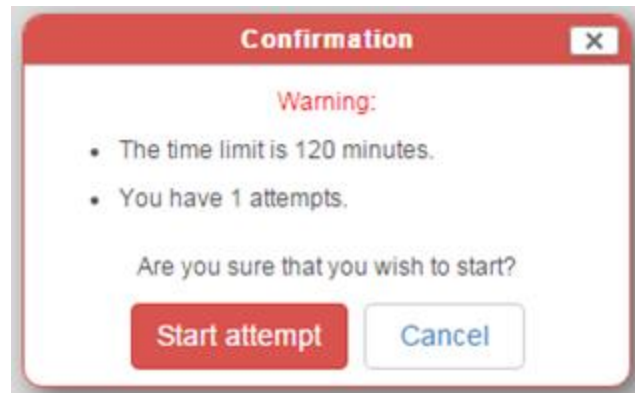 Confirmation
Warning:
• The time limit is 120 minutes.
• You have 1 attempts.
Are you sure that you wish to start?
Start attempt Cancel